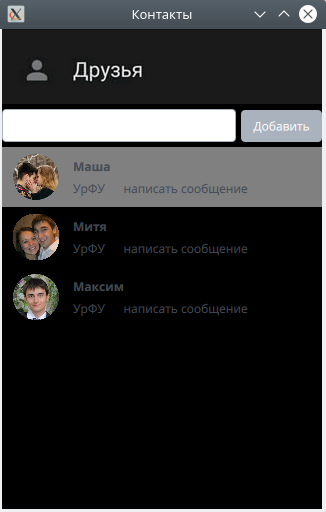 Контакты
Друзья
Добавить
Маша
УрФУ написать сообщение
Митя
УрФУ написать сообщение
Максим
УрФУ написать сообщение